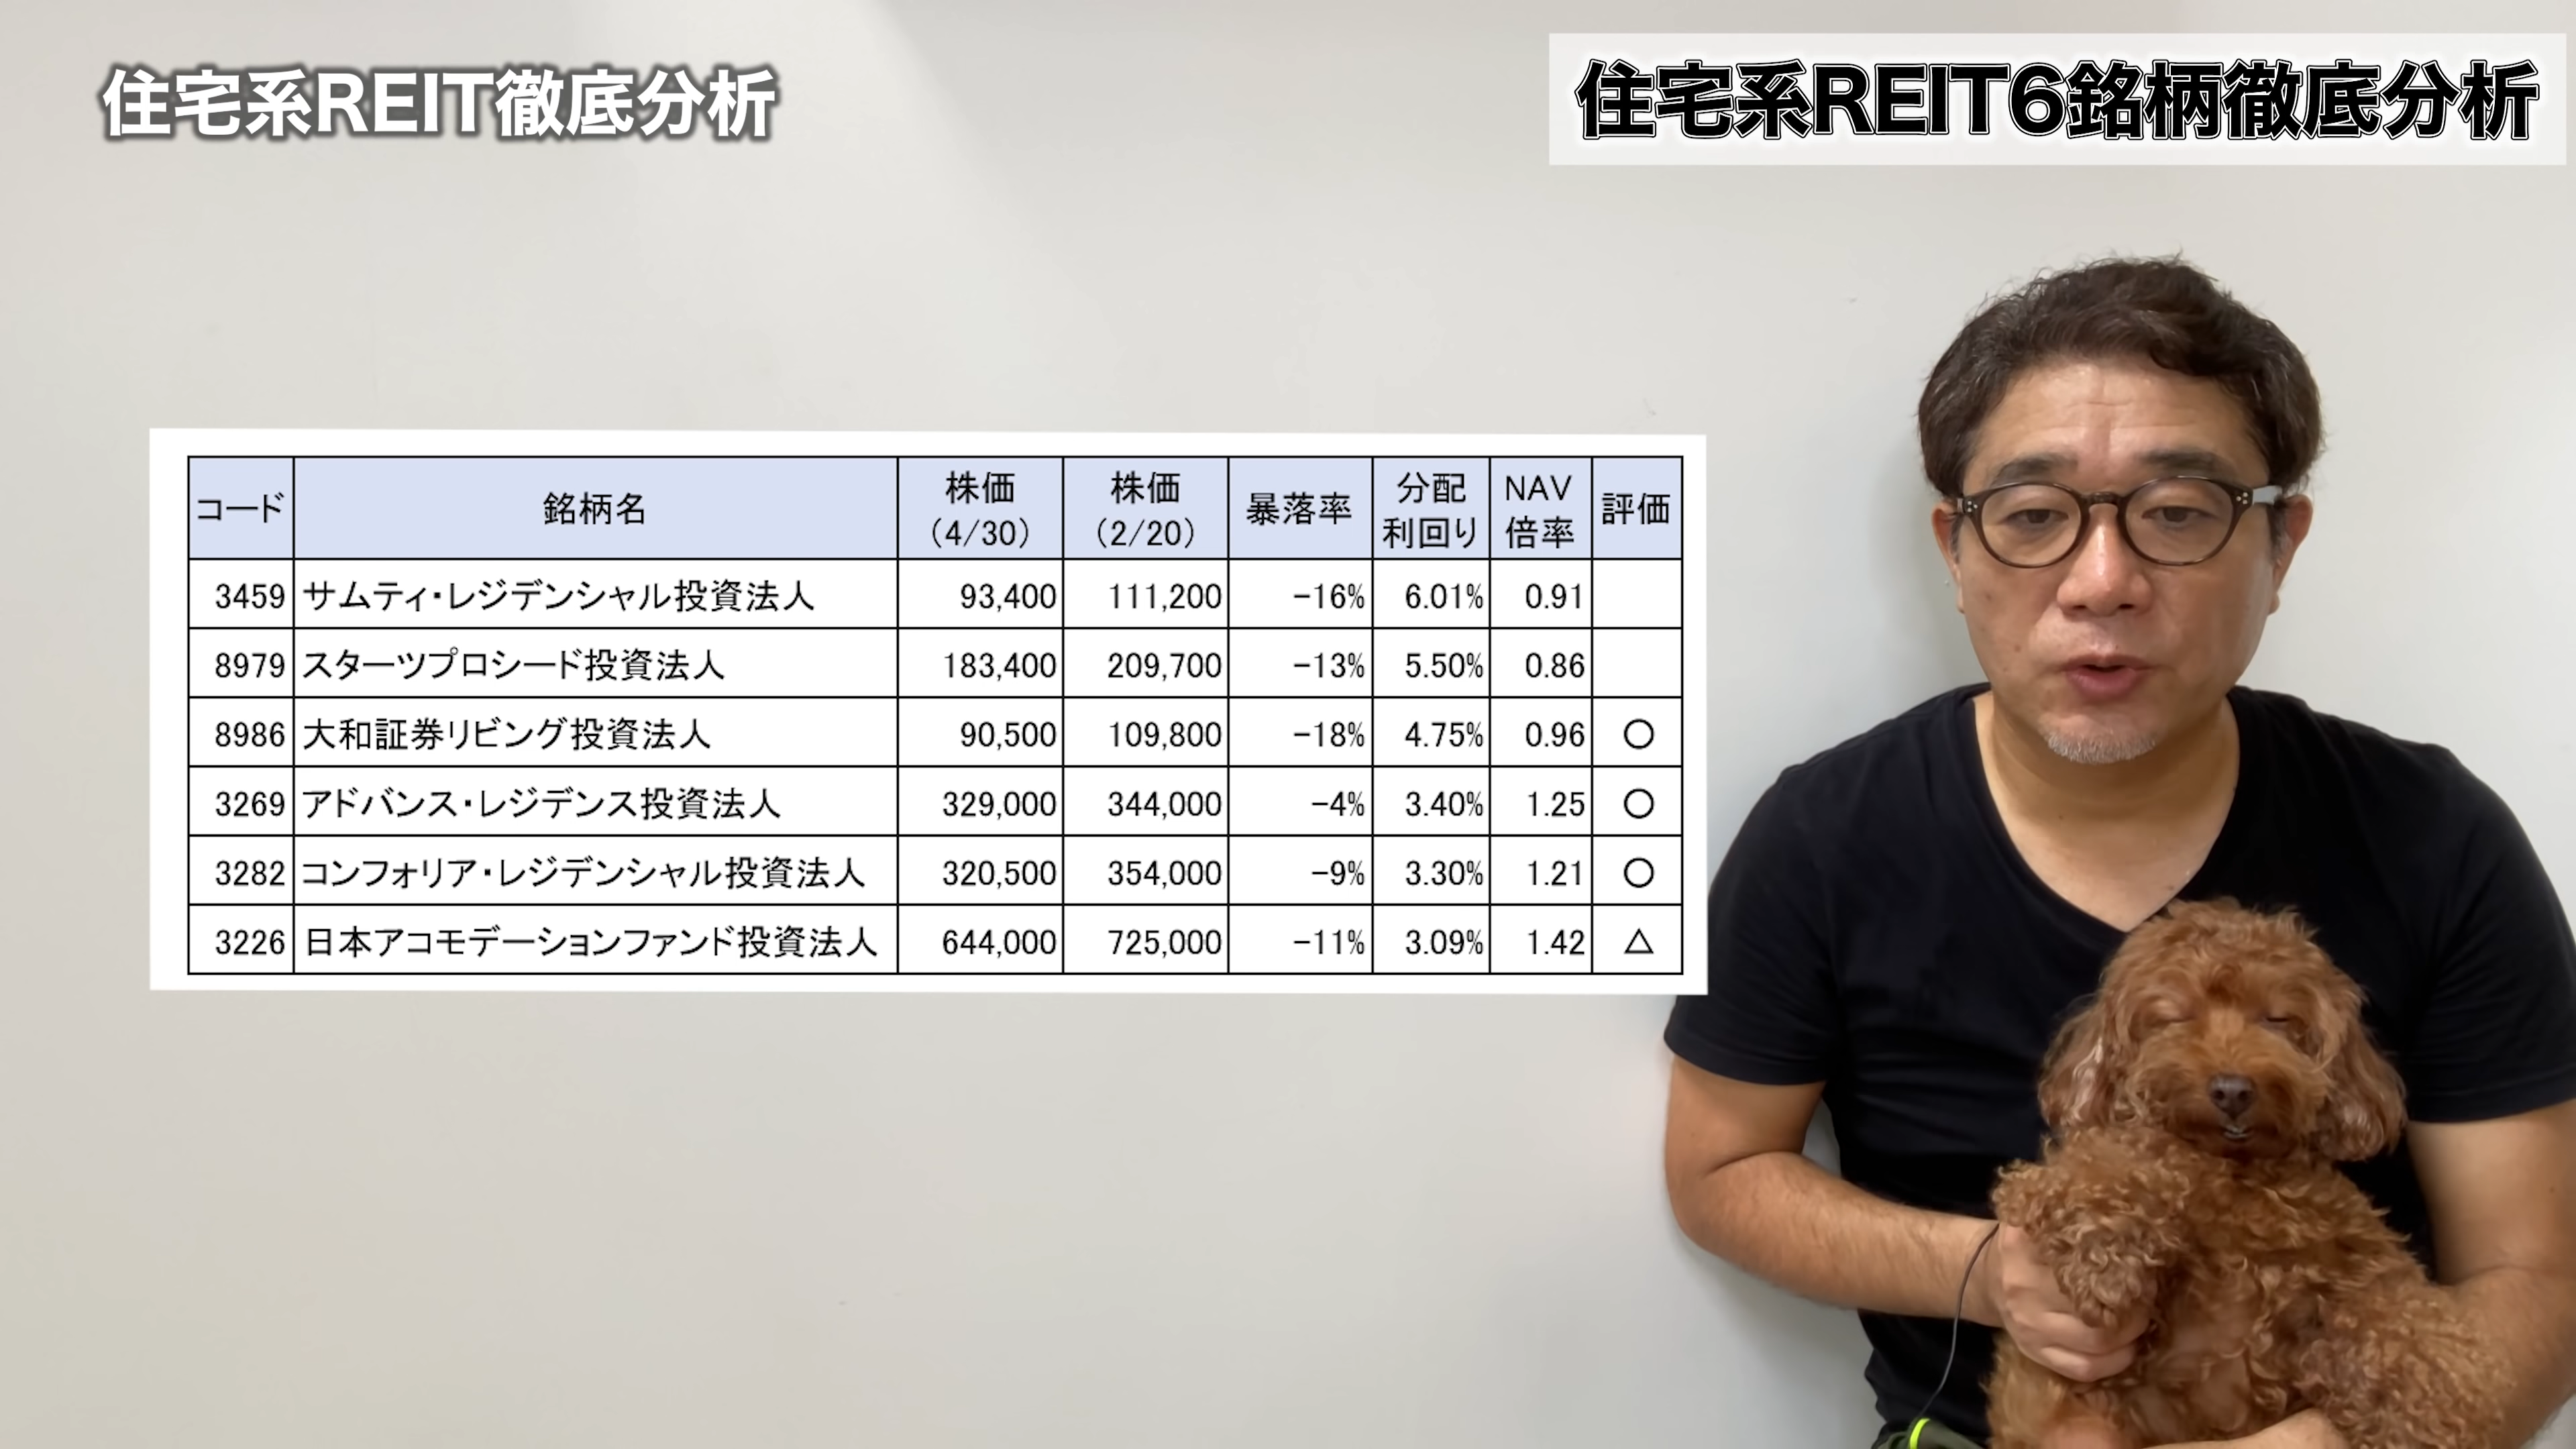 住宅系REIT徹底分析
住宅系REIT6銘柄徹底分析
コード 銘柄名 株価(4/30) 株価(2/20) 暴落率 分配利回り NAV倍率 評価
3459 サムティ・レジデンシャル投資法人 93,400 111,200 -16% 6.01% 0.91
8979 スターツプロシード投資法人 183,400 209,700 -13% 5.50% 0.86
8986 大和証券リビング投資法人 90,500 109,800 -18% 4.75% 0.96 〇
3269 アドバンス・レジデンス投資法人 329,000 344,000 -4% 3.40% 1.25 〇
3282 コンフォリア・レジデンシャル投資法人 320,500 354,000 -9% 3.30% 1.21 〇
3226 日本アコモデーションファンド投資法人 644,000 725,000 -11% 3.09% 1.42 △